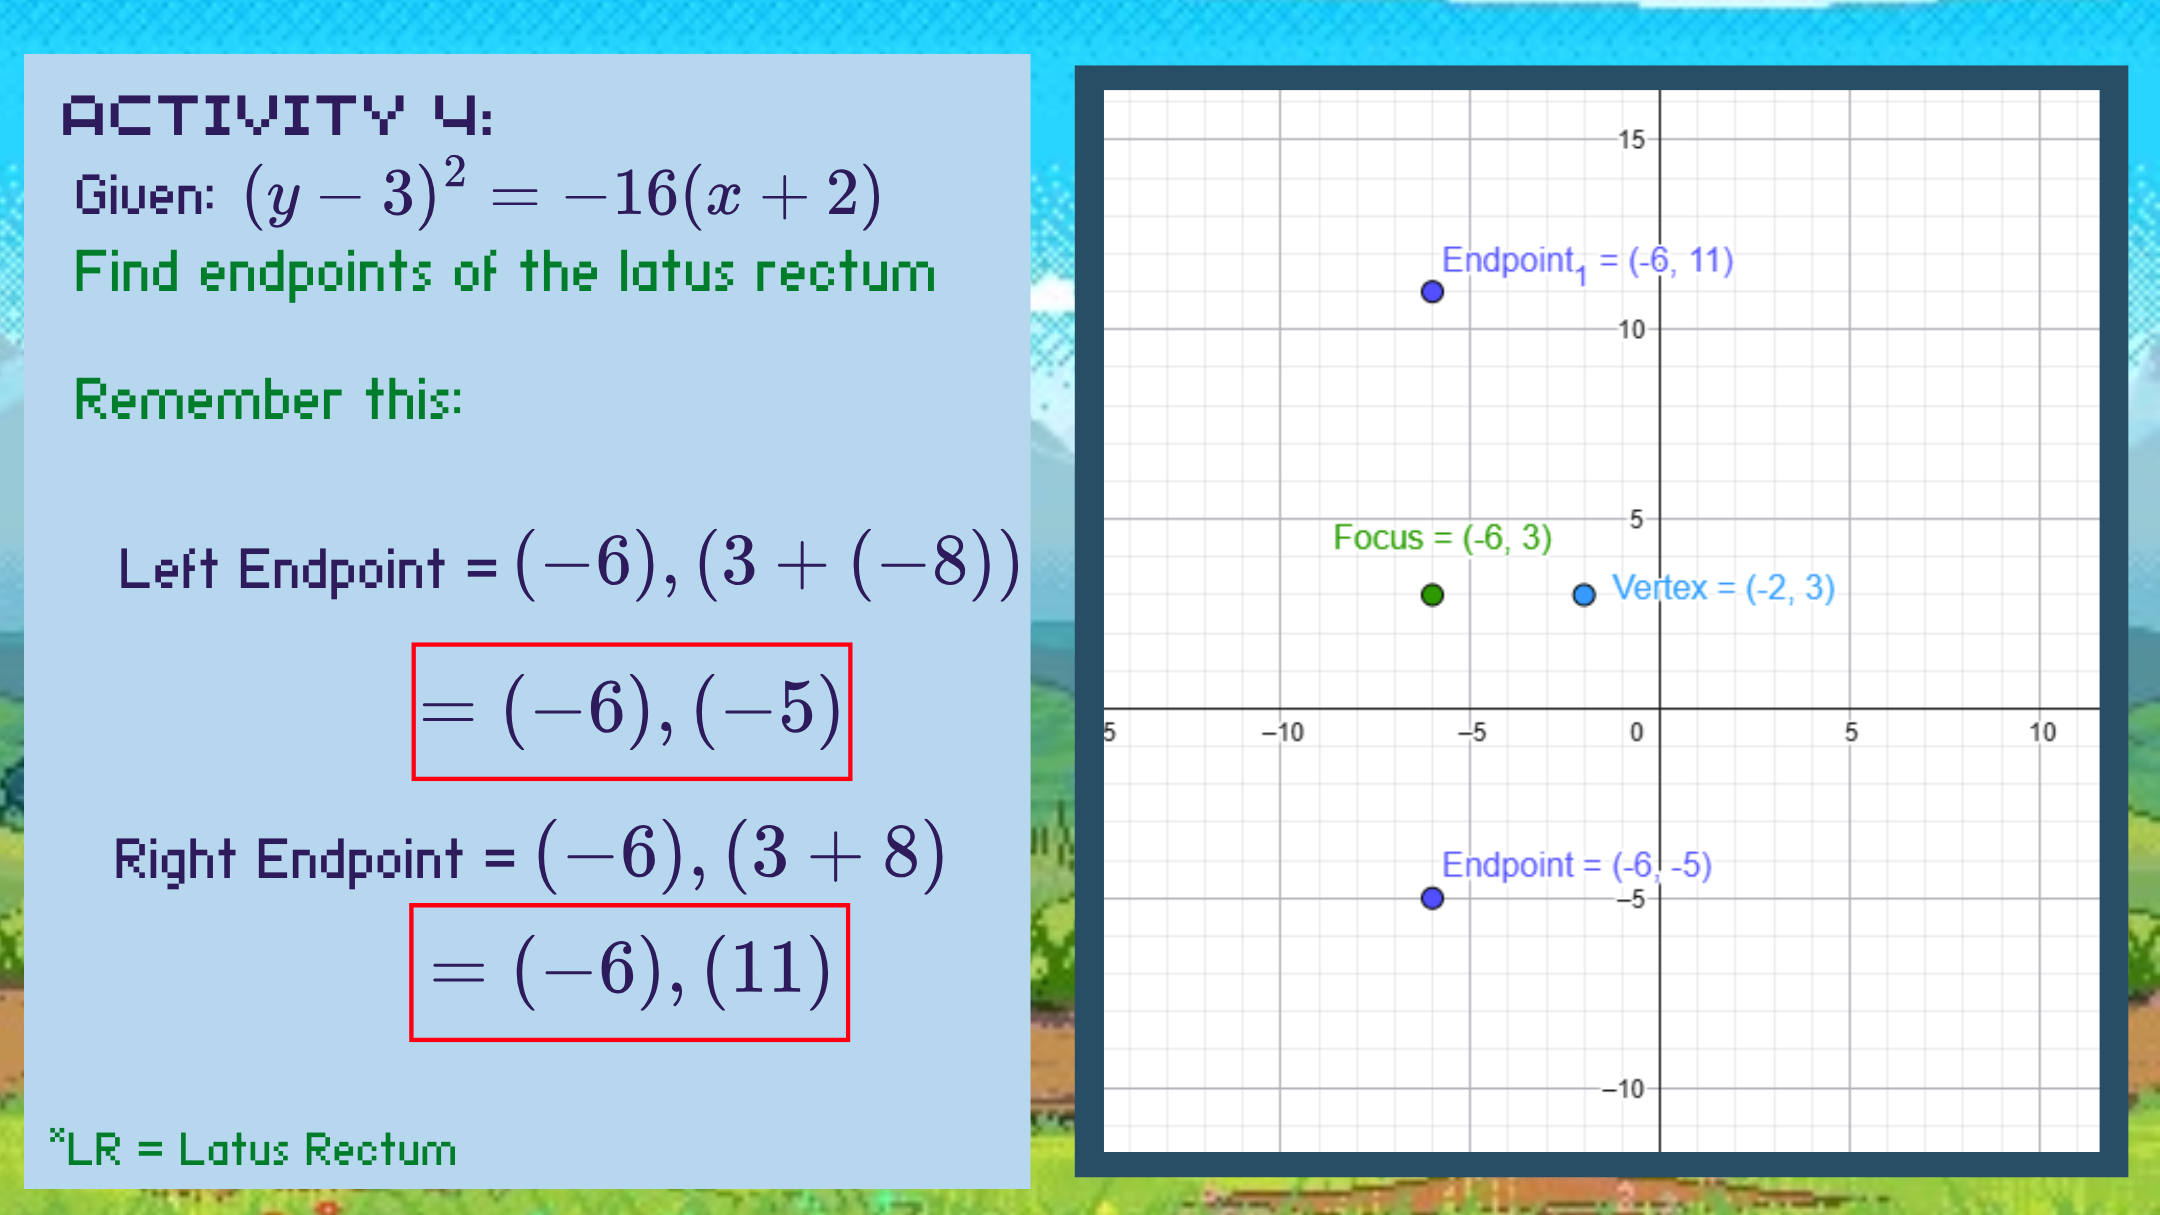 ACTIVITY 4:
Given: (y − 3)² = −16(x + 2)
Find endpoints of the latus rectum
Remember this:
Left Endpoint = (−6), (3 + (−8))
= (−6), (−5)
Right Endpoint = (−6), (3 + 8)
= (−6), (11)
*LR = Latus Rectum
15
Endpoint₁ = (-6, 11)
10
5
Focus = (-6, 3)
Vertex = (-2, 3)
5 −10 −5 0 5 10
Endpoint = (-6, -5)
−5
−10